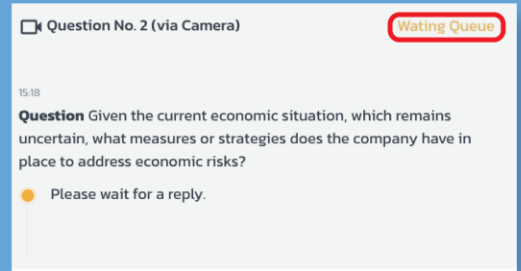 Question No. 2 (via Camera)
Wating Queue
15:18
Question Given the current economic situation, which remains
uncertain, what measures or strategies does the company have in
place to address economic risks?
Please wait for a reply.